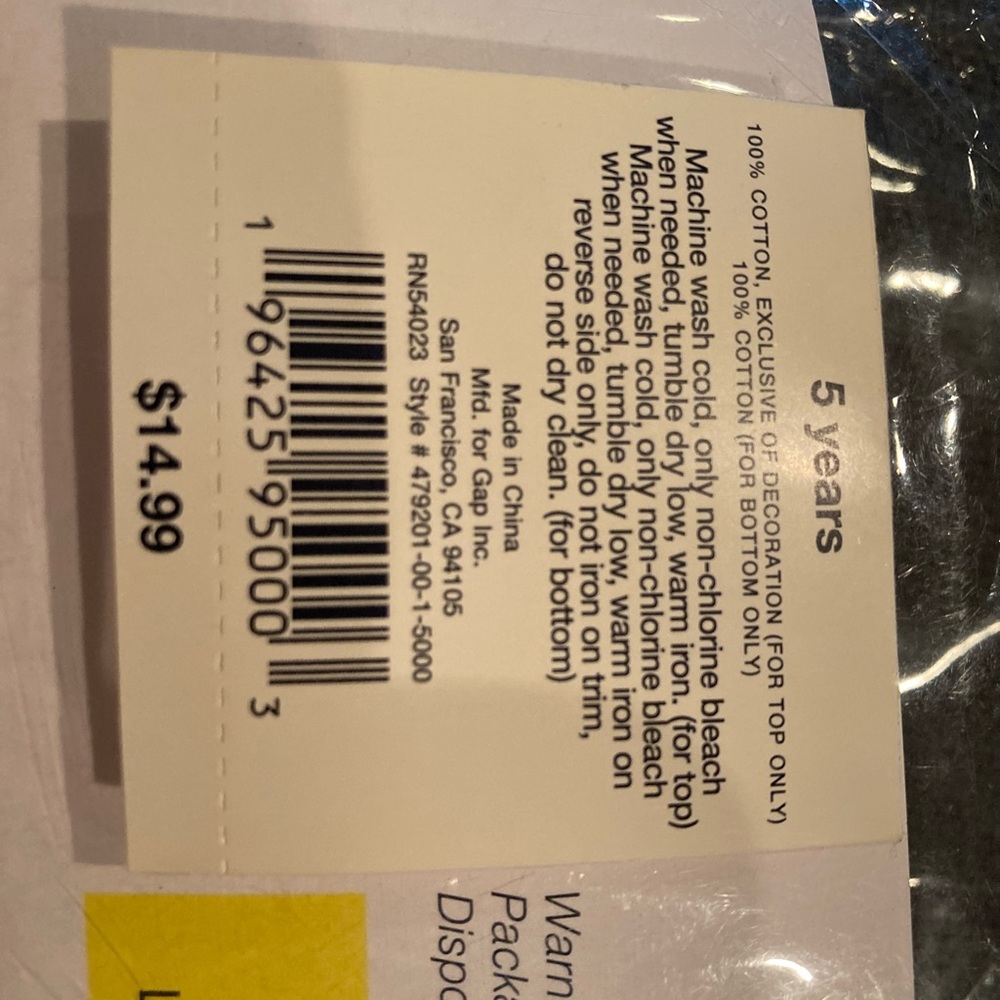 5 years
100% COTTON, EXCLUSIVE OF DECORATION (FOR TOP ONLY)
100% COTTON (FOR BOTTOM ONLY)
Machine wash cold, only non-chlorine bleach
when needed, tumble dry low, warm iron. (for top)
Machine wash cold, only non-chlorine bleach
when needed, tumble dry low, warm iron on
reverse side only, do not iron on trim,
do not dry clean. (for bottom)
Made in China
Mfd. for Gap Inc.
San Francisco, CA 94105
RN54023 Style # 479201-00-1-5000
1 96425 95000 3
$14.99
Warn
Pack
Disp
L